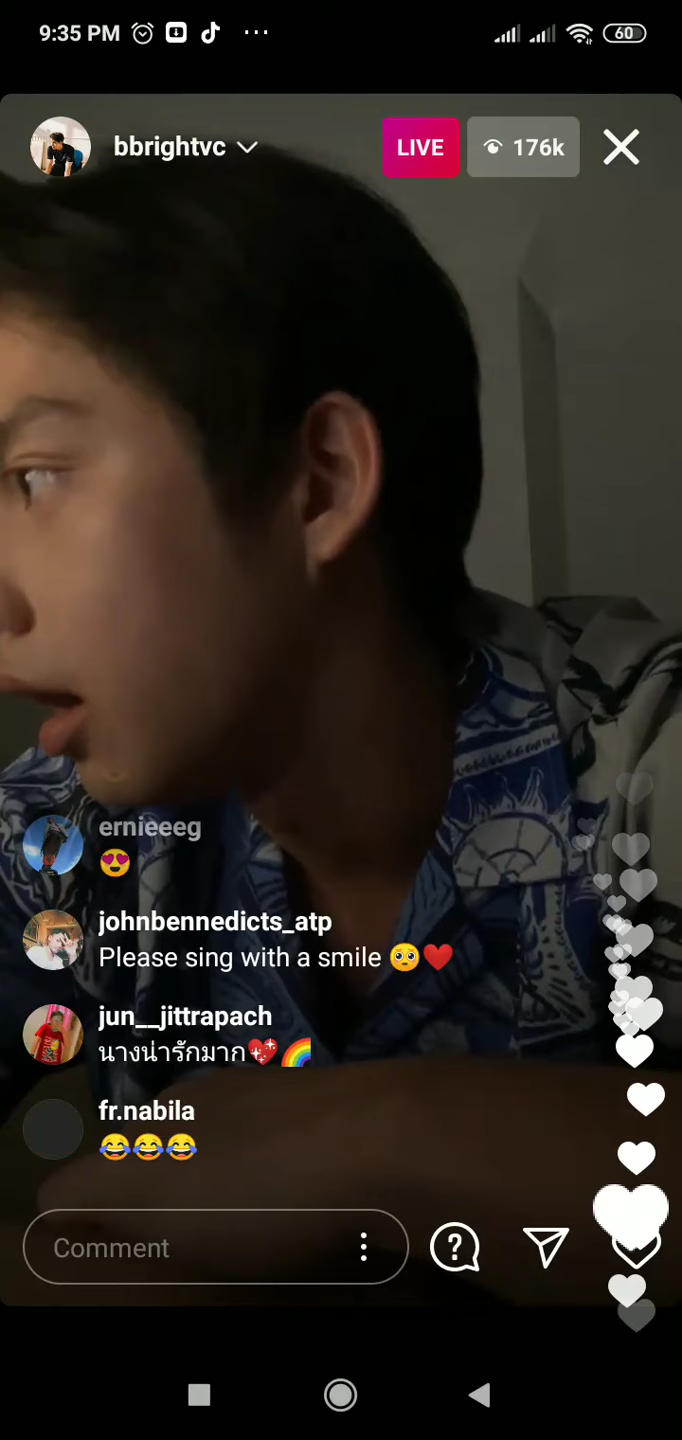 9:35 PM
60
bbrightvc
LIVE
176k
ernieeeg
😍
johnbennedicts_atp
Please sing with a smile 🥺❤️
jun__jittrapach
นางน่ารักมาก💖🌈
fr.nabila
😂😂😂
Comment